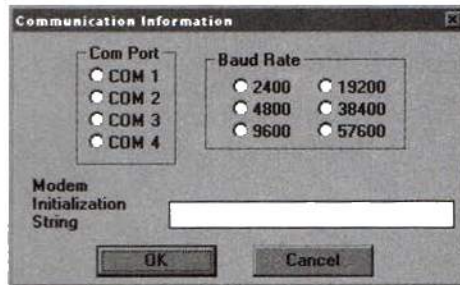 Communication Information
Com Port
COM 1
COM 2
COM 3
COM 4
Baud Rate
2400 19200
4800 38400
9600 57600
Modem
Initialization
String
OK Cancel